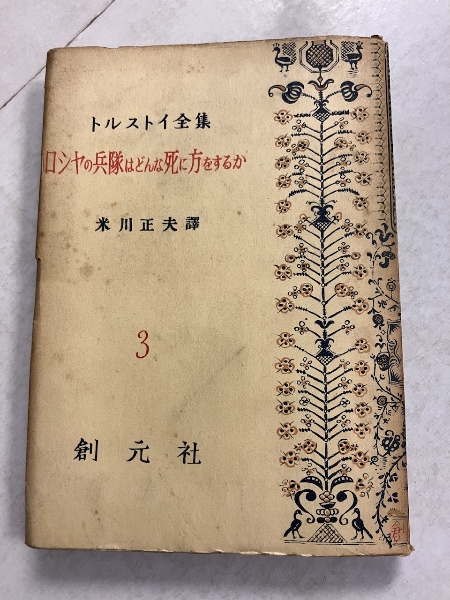 トルストイ全集
ロシヤの兵隊はどんな死に方をするか
米川正夫譯
3
創元社